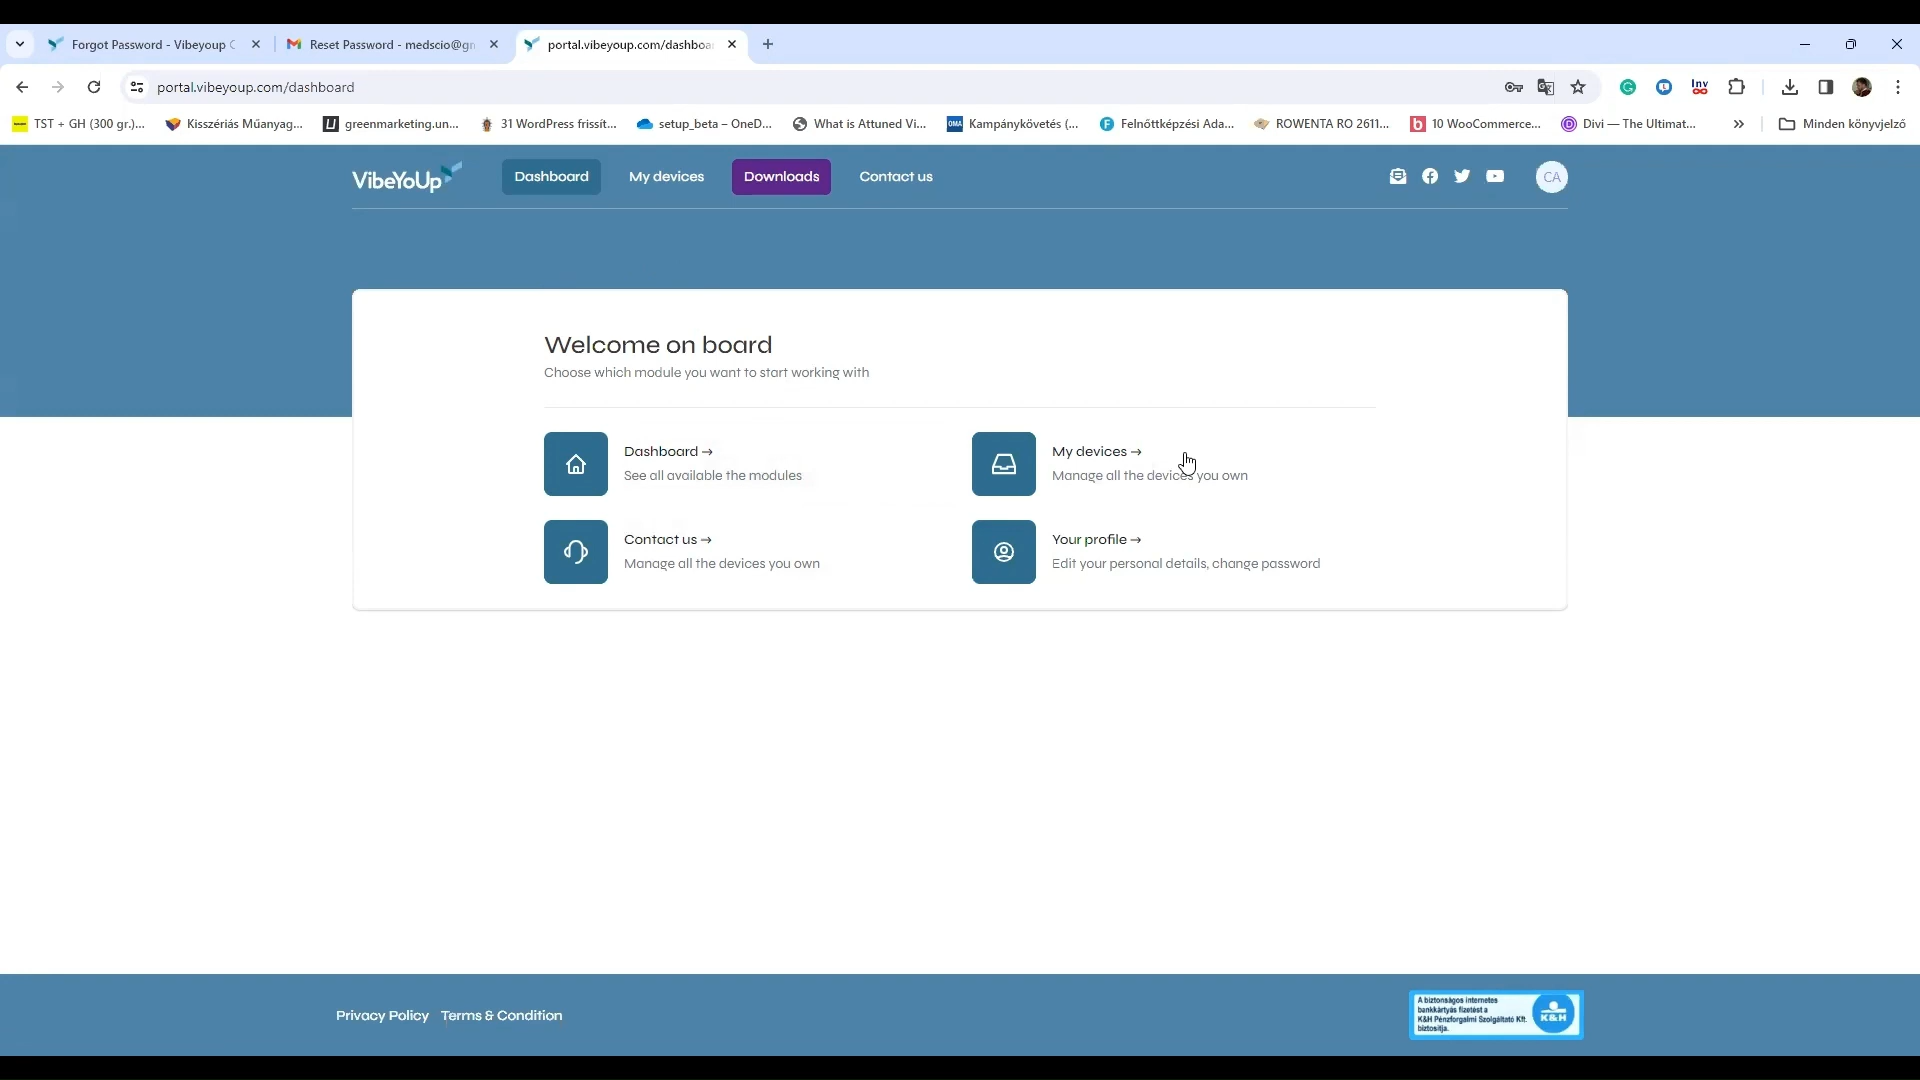 Forgot Password - Vibeyoup C
Reset Password - medscio@gm
portal.vibeyoup.com/dashboar
portal.vibeyoup.com/dashboard
Inv
TST + GH (300 gr.)...
Kisszériás Műanyag...
greenmarketing.un...
31 WordPress frissít...
setup_beta – OneD...
What is Attuned Vi...
Kampánykövetés (...
Felnőttképzési Ada...
ROWENTA RO 2611...
10 WooCommerce...
Divi — The Ultimat...
»
Minden könyvjelző
VibeYoUp
Dashboard
My devices
Downloads
Contact us
CA
Welcome on board
Choose which module you want to start working with
Dashboard →
See all available the modules
My devices →
Manage all the devices you own
Contact us →
Manage all the devices you own
Your profile →
Edit your personal details, change password
Privacy Policy
Terms & Condition
A biztonságos internetes
bankkártyás fizetést a
K&H Pénzforgalmi Szolgáltató Kft.
biztosítja.
K&H